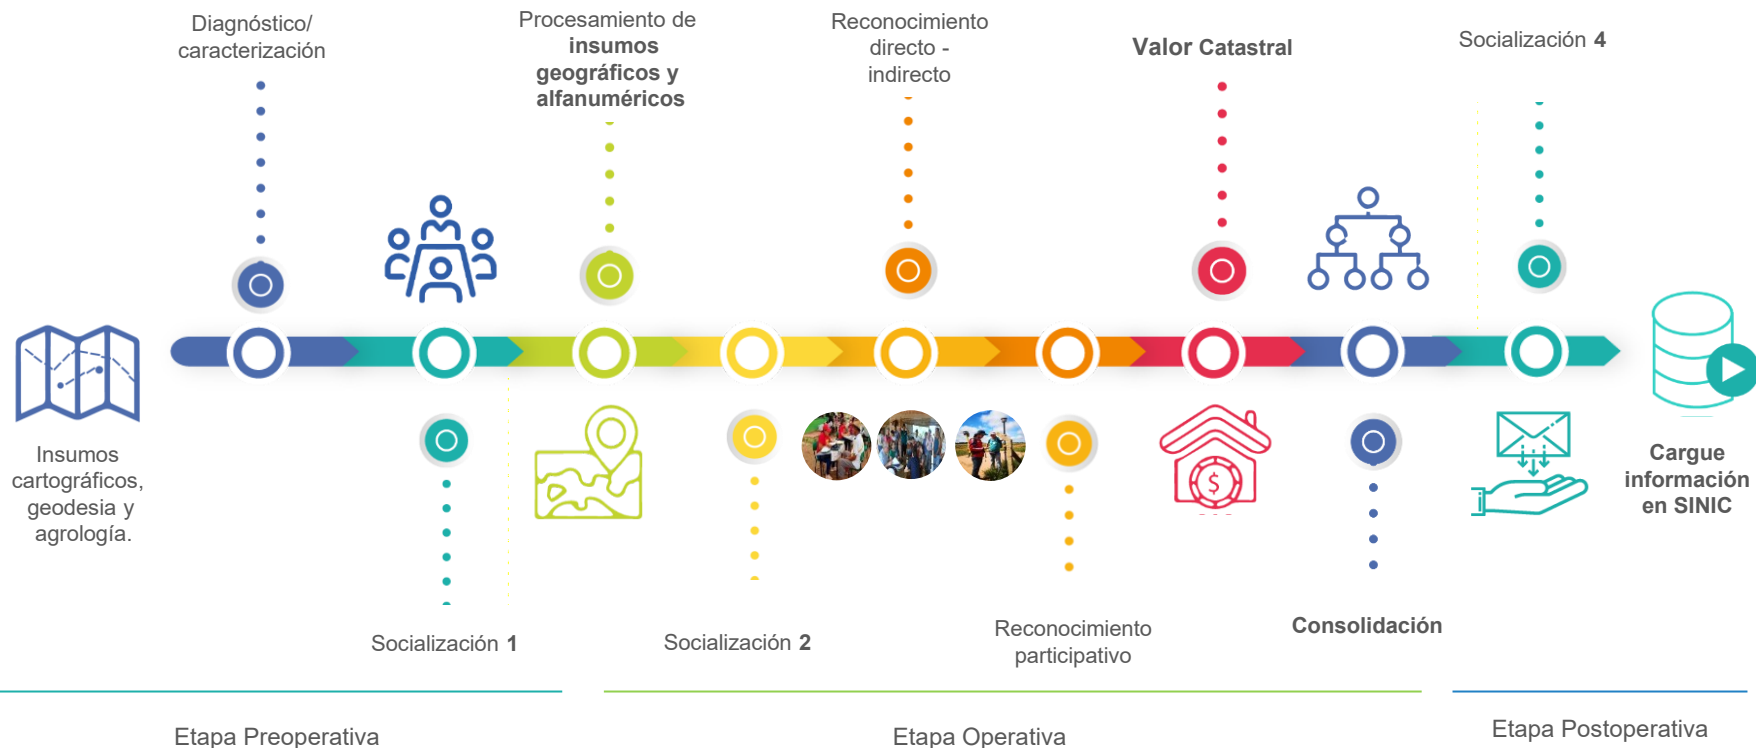 Diagnóstico/
caracterización
Procesamiento de
insumos
geográficos y
alfanuméricos
Reconocimiento
directo -
indirecto
Valor Catastral
Socialización 4
Insumos
cartográficos,
geodesia y
agrología.
$
Cargue
información
en SINIC
Socialización 1
Socialización 2
Reconocimiento
participativo
Consolidación
Etapa Preoperativa
Etapa Operativa
Etapa Postoperativa